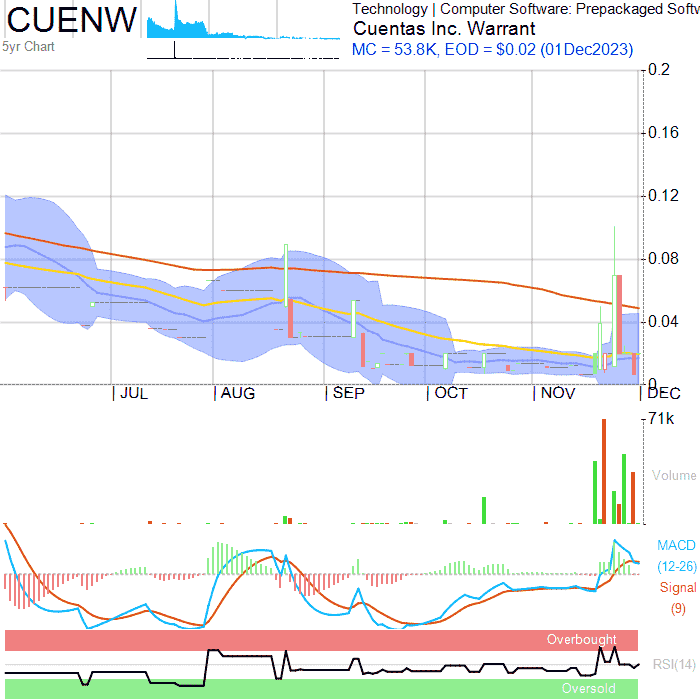 CUENW
5yr Chart
Technology | Computer Software: Prepackaged Softw
Cuentas Inc. Warrant
MC = 53.8K, EOD = $0.02 (01Dec2023)
0.2
0.16
0.12
0.08
0.04
0
JUL AUG SEP OCT NOV DEC
71k
Volume
MACD
(12-26)
Signal
(9)
Overbought
RSI(14)
Oversold